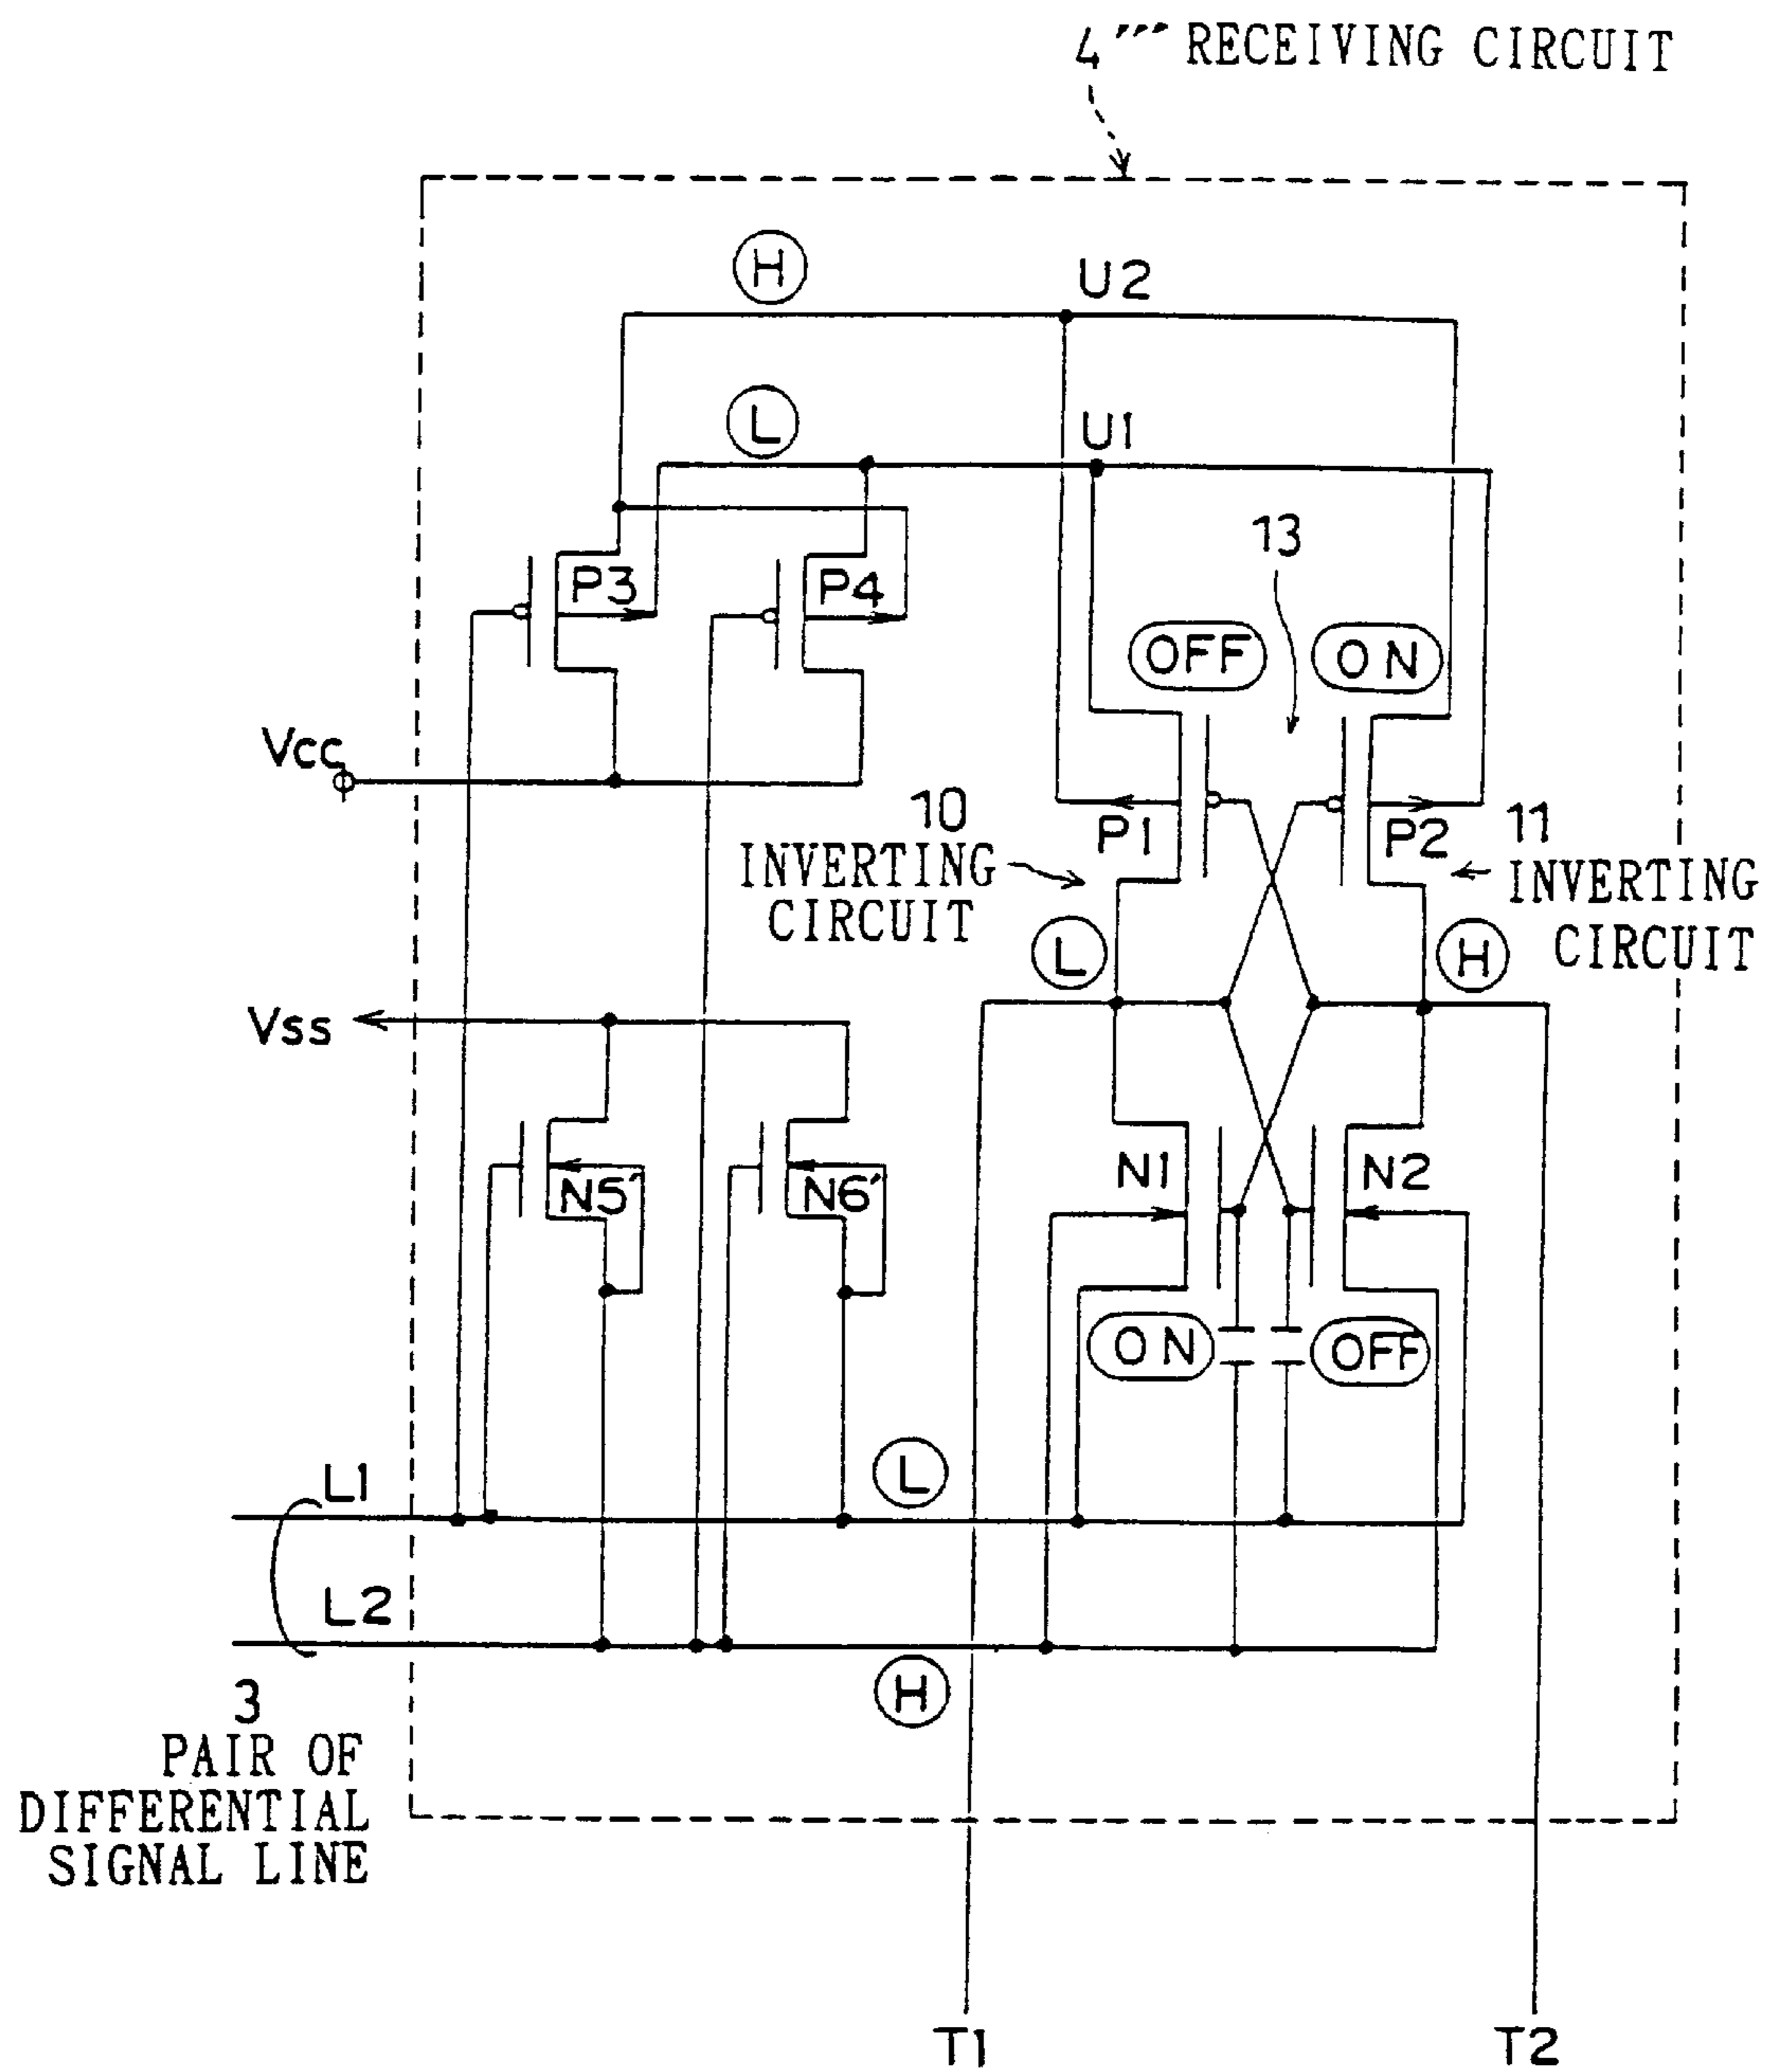 4‴ RECEIVING CIRCUIT
H
U2
L
U1
13
P3
P4
OFF
ON
Vcc
10
INVERTING
CIRCUIT
P1
P2
11
INVERTING
CIRCUIT
L
H
Vss
N5′
N6′
N1
N2
ON
OFF
L1
L
L2
H
3
PAIR OF
DIFFERENTIAL
SIGNAL LINE
T1
T2